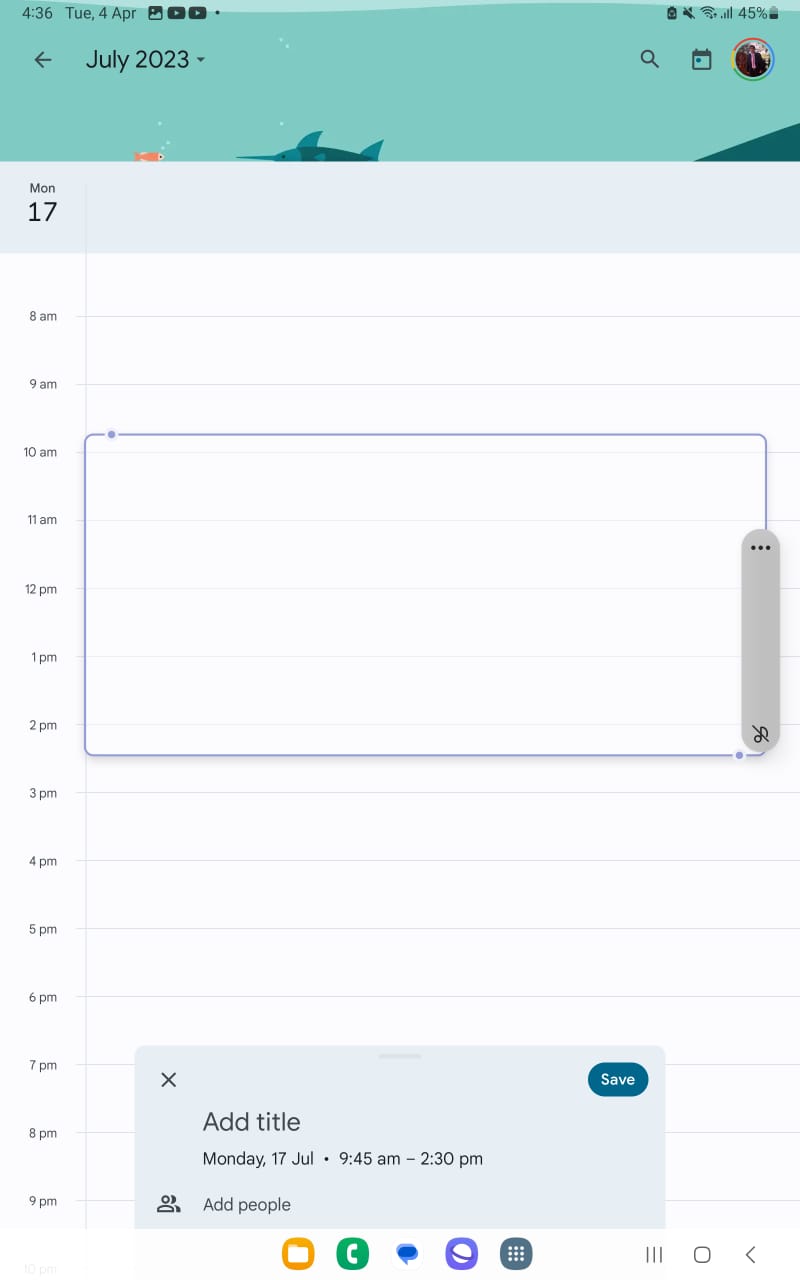 4:36 Tue, 4 Apr 45%
July 2023
Mon
17
8 am
9 am
10 am
11 am
12 pm
1 pm
2 pm
3 pm
4 pm
5 pm
6 pm
7 pm
Save
Add title
8 pm
Monday, 17 Jul • 9:45 am – 2:30 pm
9 pm
Add people
10 pm